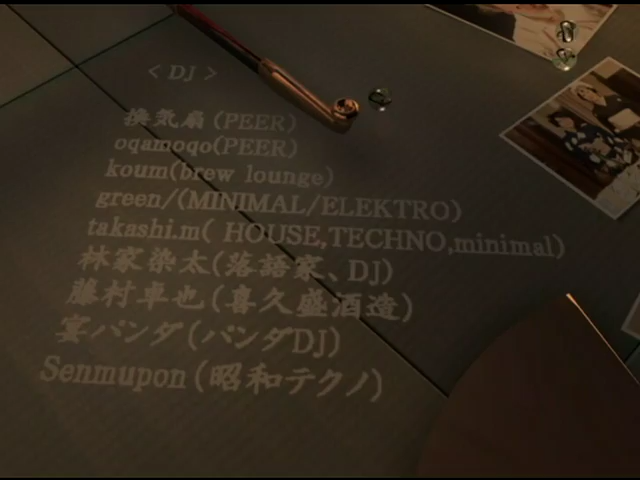 < DJ >
換気扇(PEER)
oqamoqo(PEER)
koum(brew lounge)
green/(MINIMAL/ELEKTRO)
takashi.m( HOUSE,TECHNO,minimal)
林家染太(落語家、DJ)
藤村卓也(喜久盛酒造)
宴パンダ(パンダDJ)
Senmupon(昭和テクノ)